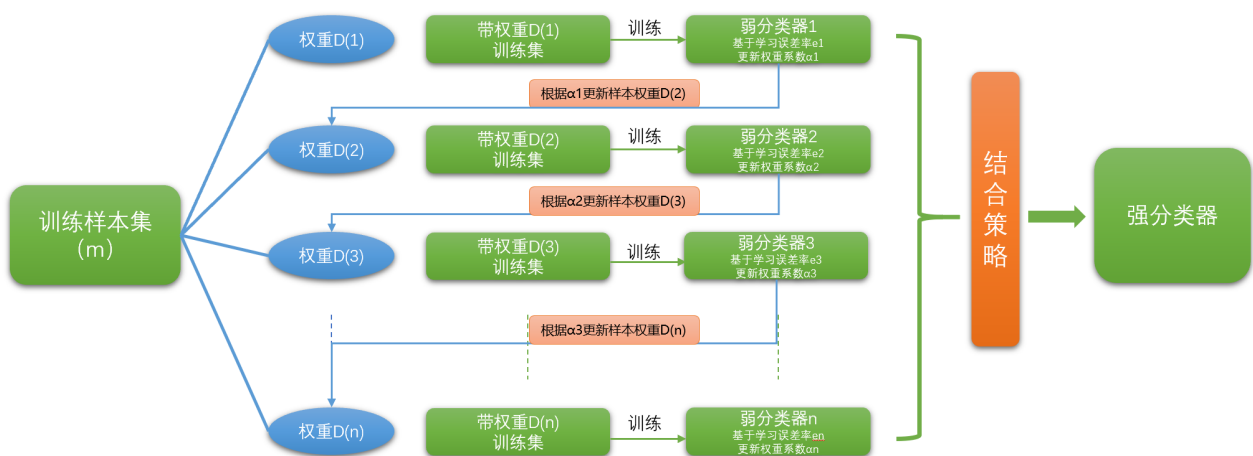 训练样本集
（m）
权重D(1)
带权重D(1)
训练集
训练
弱分类器1
基于学习误差率e1
更新权重系数α1
根据α1更新样本权重D(2)
权重D(2)
带权重D(2)
训练集
训练
弱分类器2
基于学习误差率e2
更新权重系数α2
根据α2更新样本权重D(3)
权重D(3)
带权重D(3)
训练集
训练
弱分类器3
基于学习误差率e3
更新权重系数α3
根据α3更新样本权重D(n)
权重D(n)
带权重D(n)
训练集
训练
弱分类器n
基于学习误差率en
更新权重系数αn
结合策略
强分类器